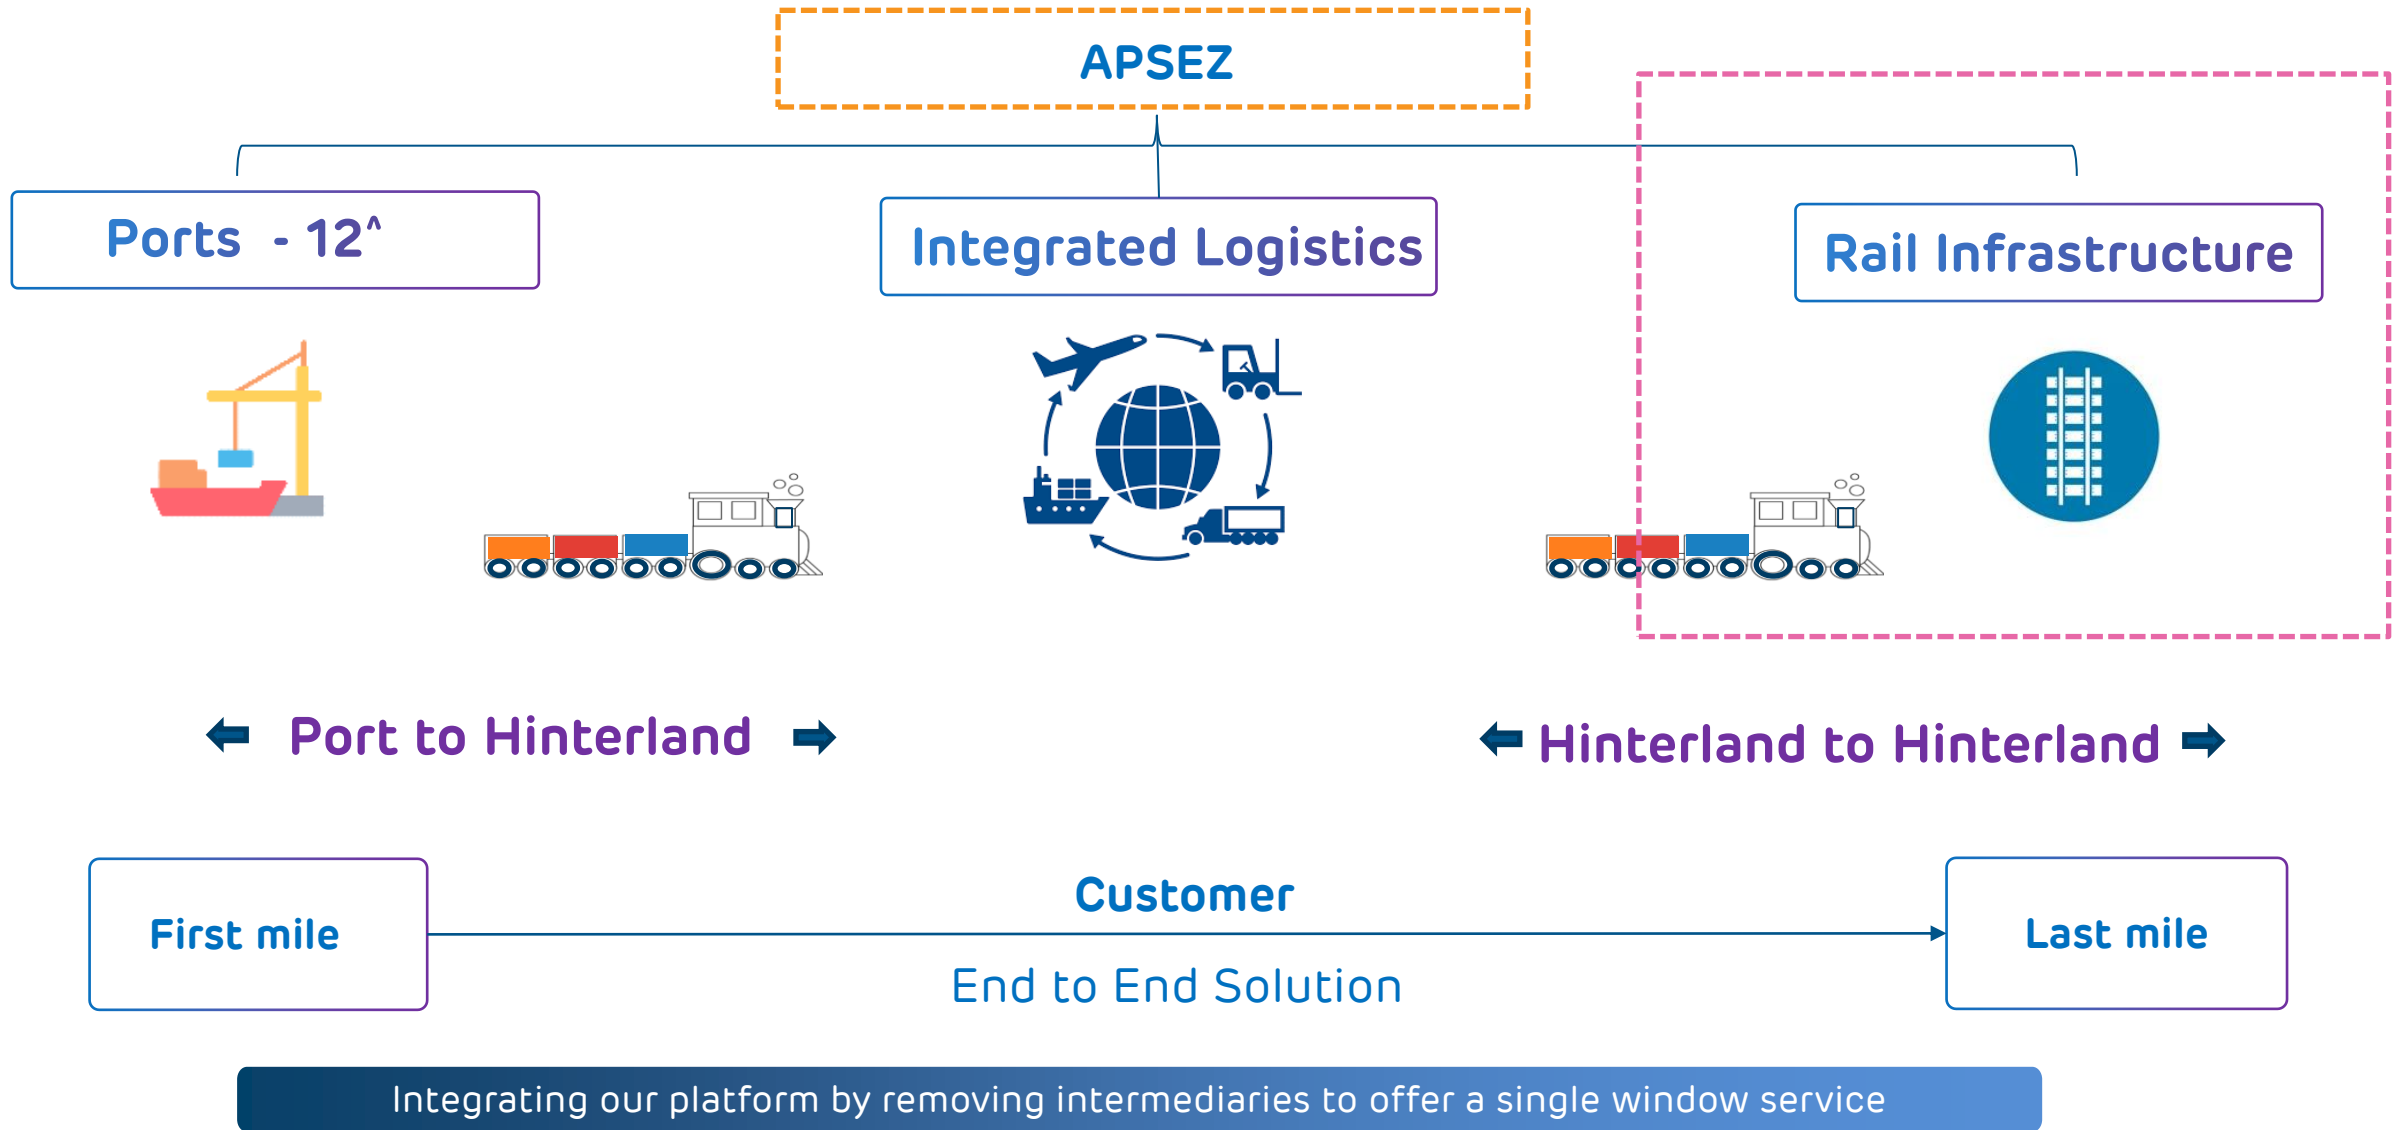 APSEZ
Ports - 12^
Integrated Logistics
Rail Infrastructure
Port to Hinterland
Hinterland to Hinterland
First mile
Customer
End to End Solution
Last mile
Integrating our platform by removing intermediaries to offer a single window service